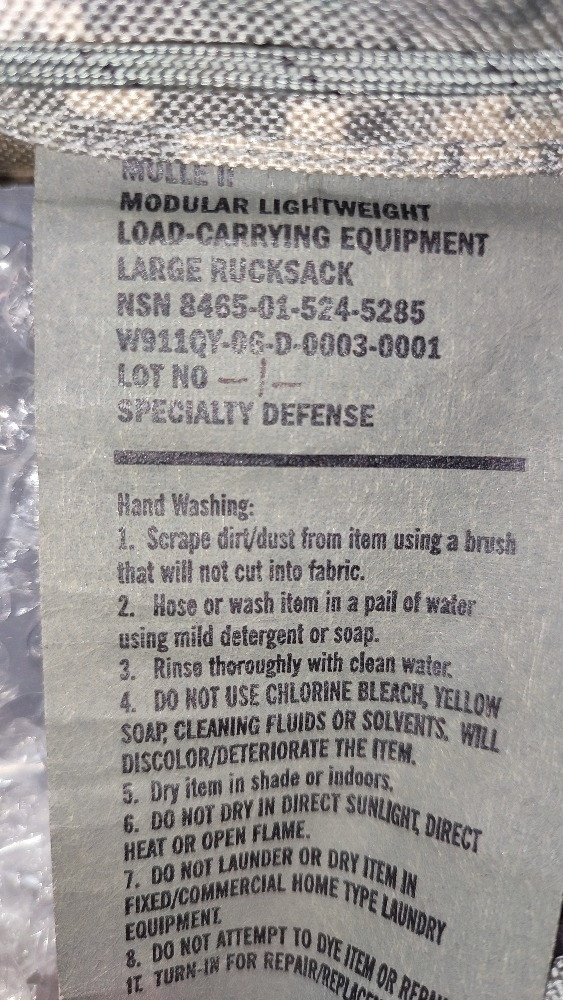 MOLLE II
MODULAR LIGHTWEIGHT
LOAD-CARRYING EQUIPMENT
LARGE RUCKSACK
NSN 8465-01-524-5285
W911QY-06-D-0003-0001
LOT NO -1-
SPECIALTY DEFENSE
Hand Washing:
1. Scrape dirt/dust from item using a brush
that will not cut into fabric.
2. Hose or wash item in a pail of water
using mild detergent or soap.
3. Rinse thoroughly with clean water.
4. DO NOT USE CHLORINE BLEACH, YELLOW
SOAP, CLEANING FLUIDS OR SOLVENTS. WILL
DISCOLOR/DETERIORATE THE ITEM.
5. Dry item in shade or indoors.
6. DO NOT DRY IN DIRECT SUNLIGHT, DIRECT
HEAT OR OPEN FLAME.
7. DO NOT LAUNDER OR DRY ITEM IN
FIXED/COMMERCIAL HOME TYPE LAUNDRY
EQUIPMENT.
8. DO NOT ATTEMPT TO DYE ITEM OR
IT. TURN-IN FOR